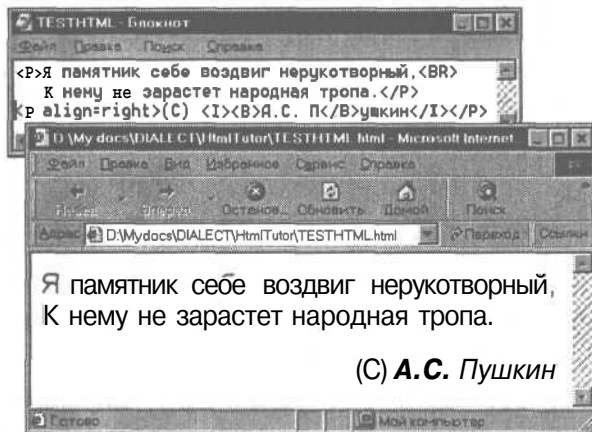 TESTHTML - Блокнот
Файл Правка Поиск Справка
<P>Я памятник себе воздвиг нерукотворный,<BR>
К нему не зарастет народная тропа.</P>
<P align=right>(C) <I><B>А.С. П</B>ушкин</I></P>
D:\My docs\DIALECT\HtmlTutor\TESTHTML.html - Microsoft Internet
Файл Правка Вид Избранное Сервис Справка
Назад Вперед Останов... Обновить Домой Поиск
Адрес D:\Mydocs\DIALECT\HtmlTutor\TESTHTML.html Переход Ссылки
Я памятник себе воздвиг нерукотворный,
К нему не зарастет народная тропа.
(C) А.С. Пушкин
Готово Мой компьютер